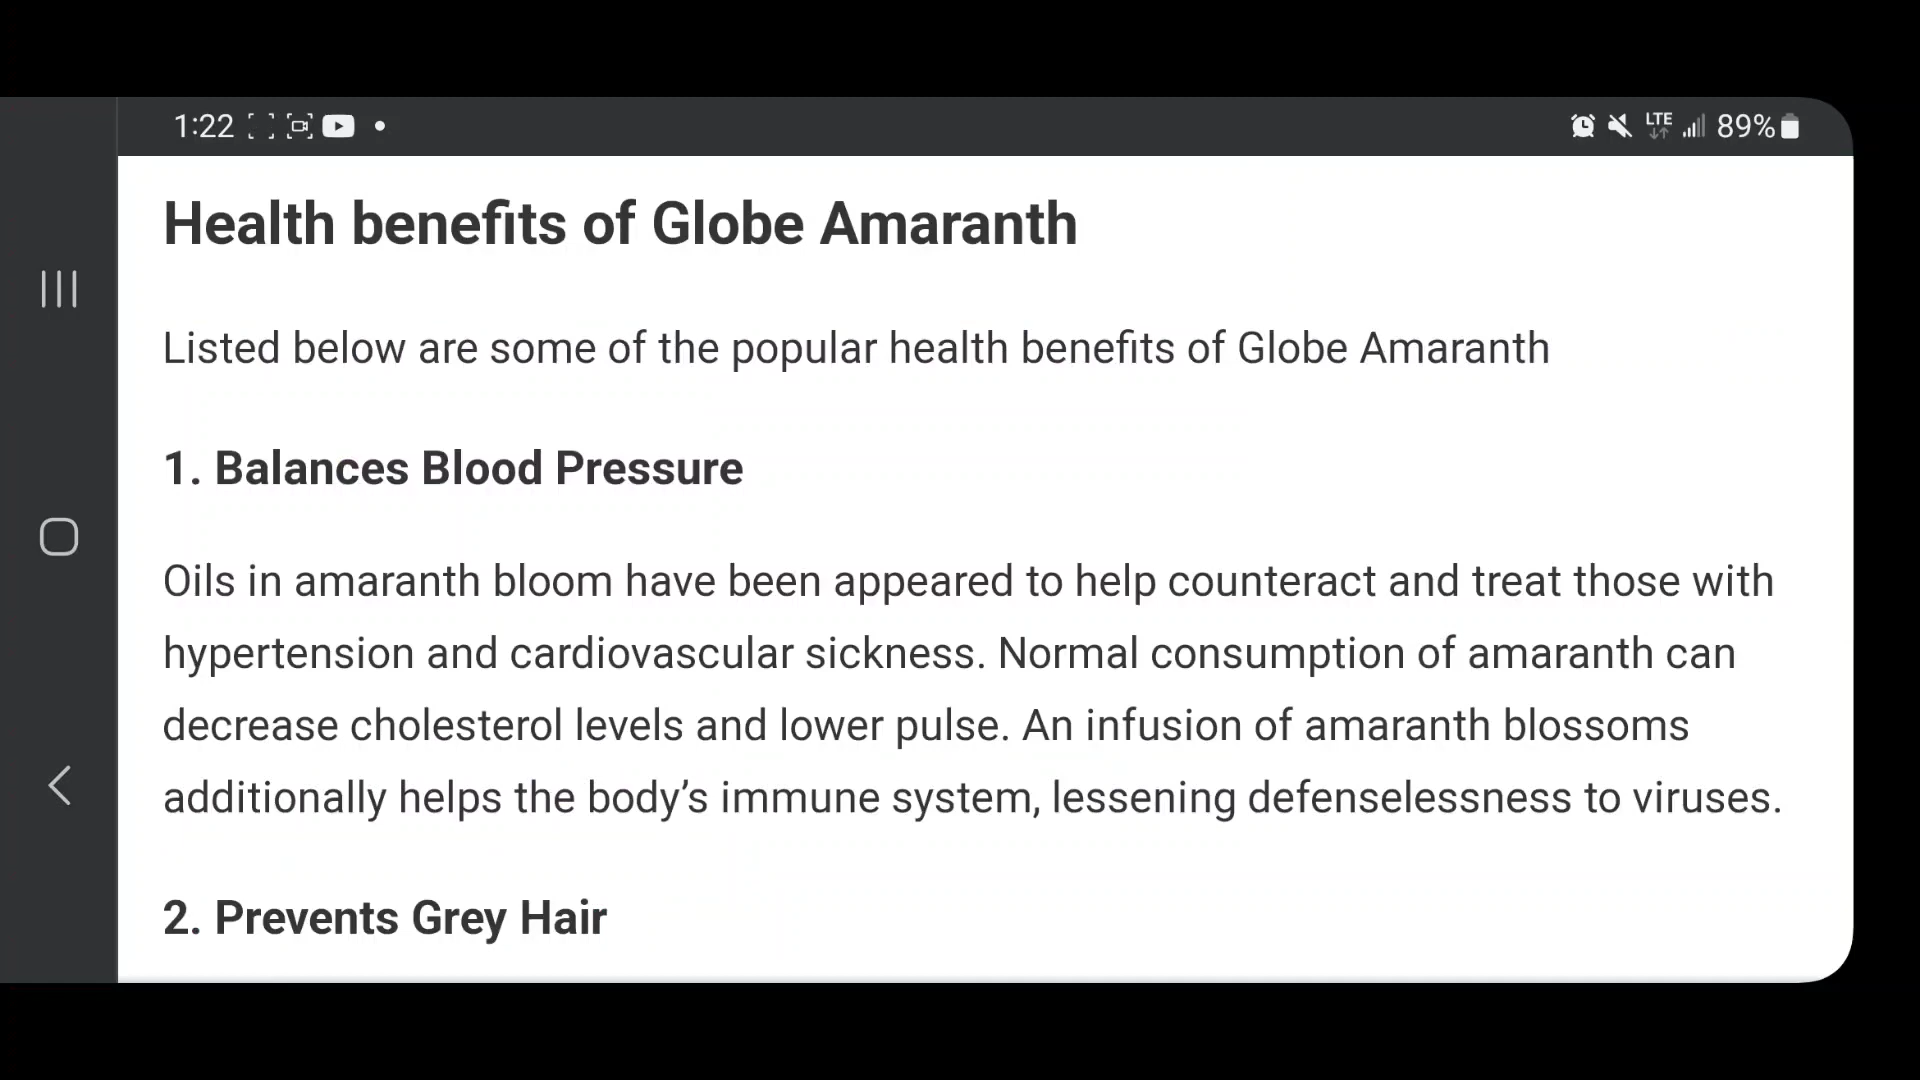 1:22
LTE
89%
Health benefits of Globe Amaranth
Listed below are some of the popular health benefits of Globe Amaranth
1. Balances Blood Pressure
Oils in amaranth bloom have been appeared to help counteract and treat those with
hypertension and cardiovascular sickness. Normal consumption of amaranth can
decrease cholesterol levels and lower pulse. An infusion of amaranth blossoms
additionally helps the body’s immune system, lessening defenselessness to viruses.
2. Prevents Grey Hair